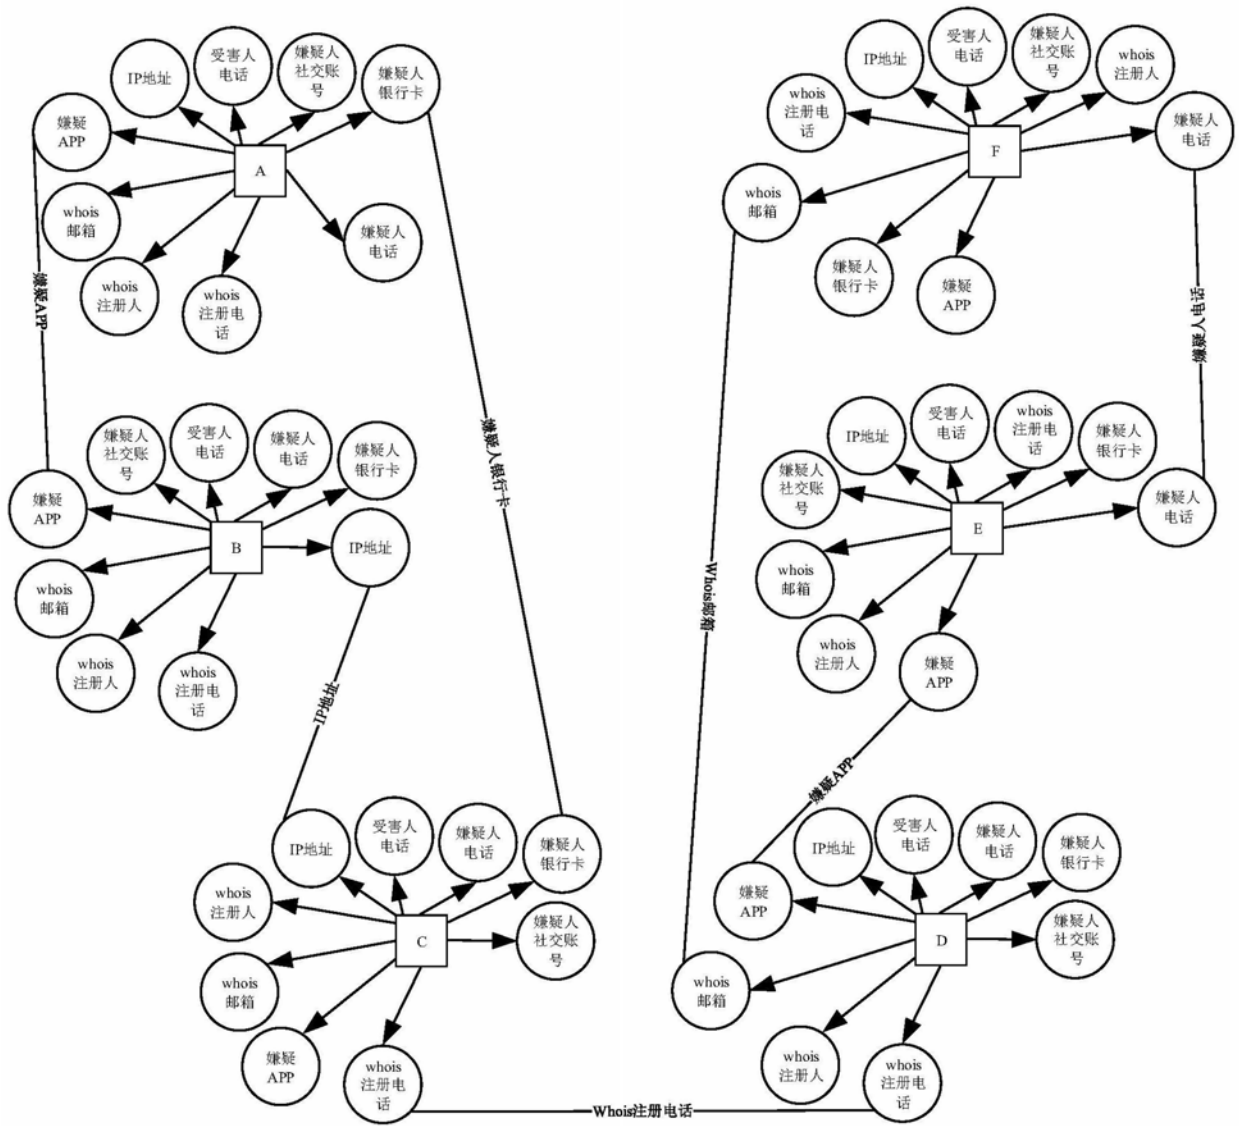 IP地址
受害人
电话
嫌疑人
社交账
号
嫌疑人
银行卡
嫌疑
APP
A
whois
邮箱
嫌疑人
电话
whois
注册人
whois
注册电
话
嫌疑APP
嫌疑人银行卡
嫌疑人
社交账
号
受害人
电话
嫌疑人
电话
嫌疑人
银行卡
嫌疑
APP
B
IP地址
whois
邮箱
whois
注册人
whois
注册电
话
IP地址
IP地址
受害人
电话
嫌疑人
电话
嫌疑人
银行卡
whois
注册人
C
嫌疑人
社交账
号
whois
邮箱
嫌疑
APP
whois
注册电
话
Whois注册电话
IP地址
受害人
电话
嫌疑人
社交账
号
whois
注册人
whois
注册电
话
F
嫌疑人
电话
whois
邮箱
嫌疑人
银行卡
嫌疑
APP
嫌疑人电话
Whois邮箱
IP地址
受害人
电话
whois
注册电
话
嫌疑人
银行卡
嫌疑人
社交账
号
E
嫌疑人
电话
whois
邮箱
whois
注册人
嫌疑
APP
嫌疑APP
IP地址
受害人
电话
嫌疑人
电话
嫌疑人
银行卡
嫌疑
APP
D
嫌疑人
社交账
号
whois
邮箱
whois
注册人
whois
注册电
话